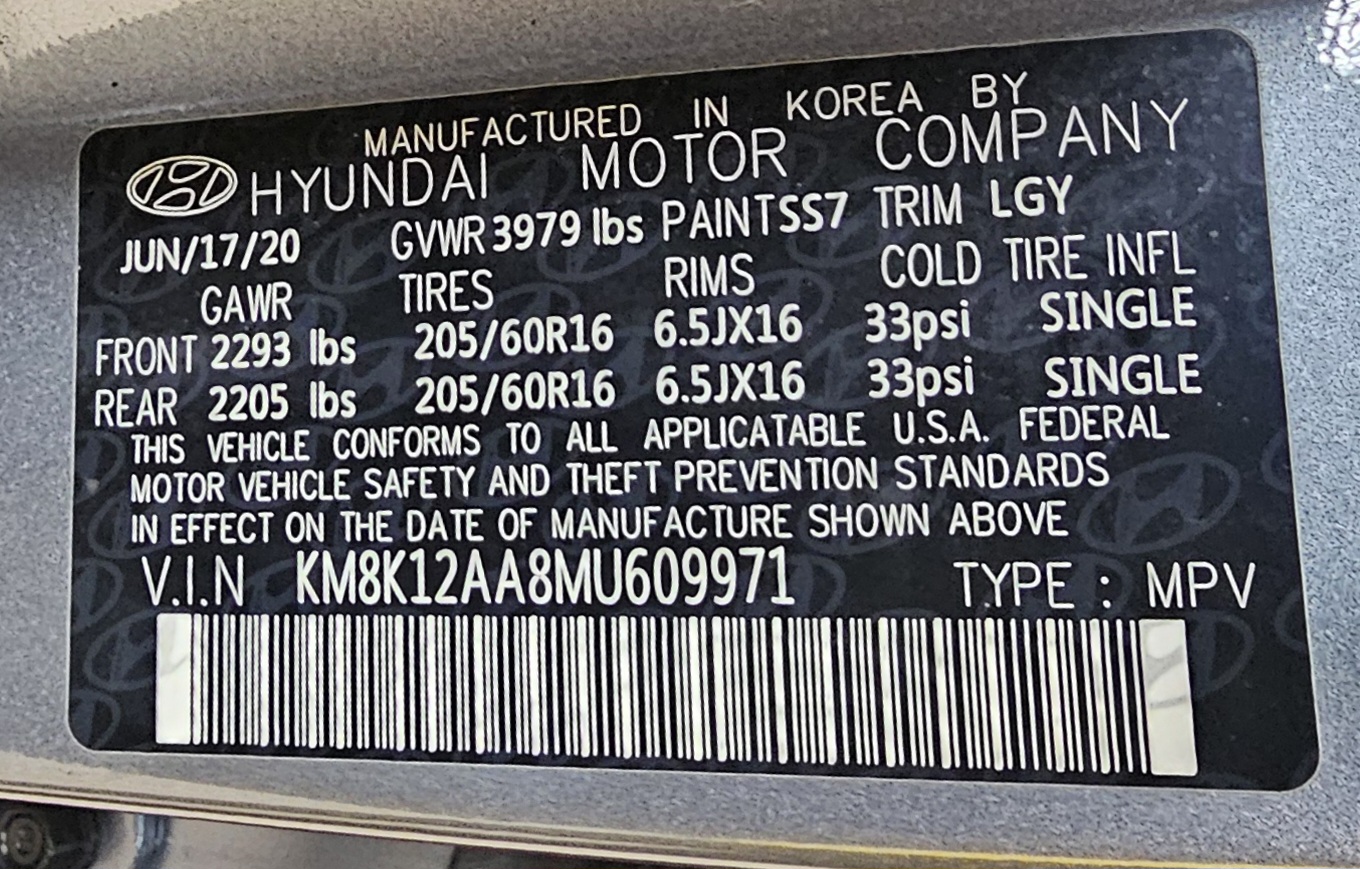 MANUFACTURED IN KOREA BY
HYUNDAI MOTOR COMPANY
JUN/17/20 GVWR 3979 lbs PAINT SS7 TRIM LGY
GAWR TIRES RIMS COLD TIRE INFL
FRONT 2293 lbs 205/60R16 6.5JX16 33psi SINGLE
REAR 2205 lbs 205/60R16 6.5JX16 33psi SINGLE
THIS VEHICLE CONFORMS TO ALL APPLICATABLE U.S.A. FEDERAL
MOTOR VEHICLE SAFETY AND THEFT PREVENTION STANDARDS
IN EFFECT ON THE DATE OF MANUFACTURE SHOWN ABOVE
V.I.N KM8K12AA8MU609971 TYPE : MPV